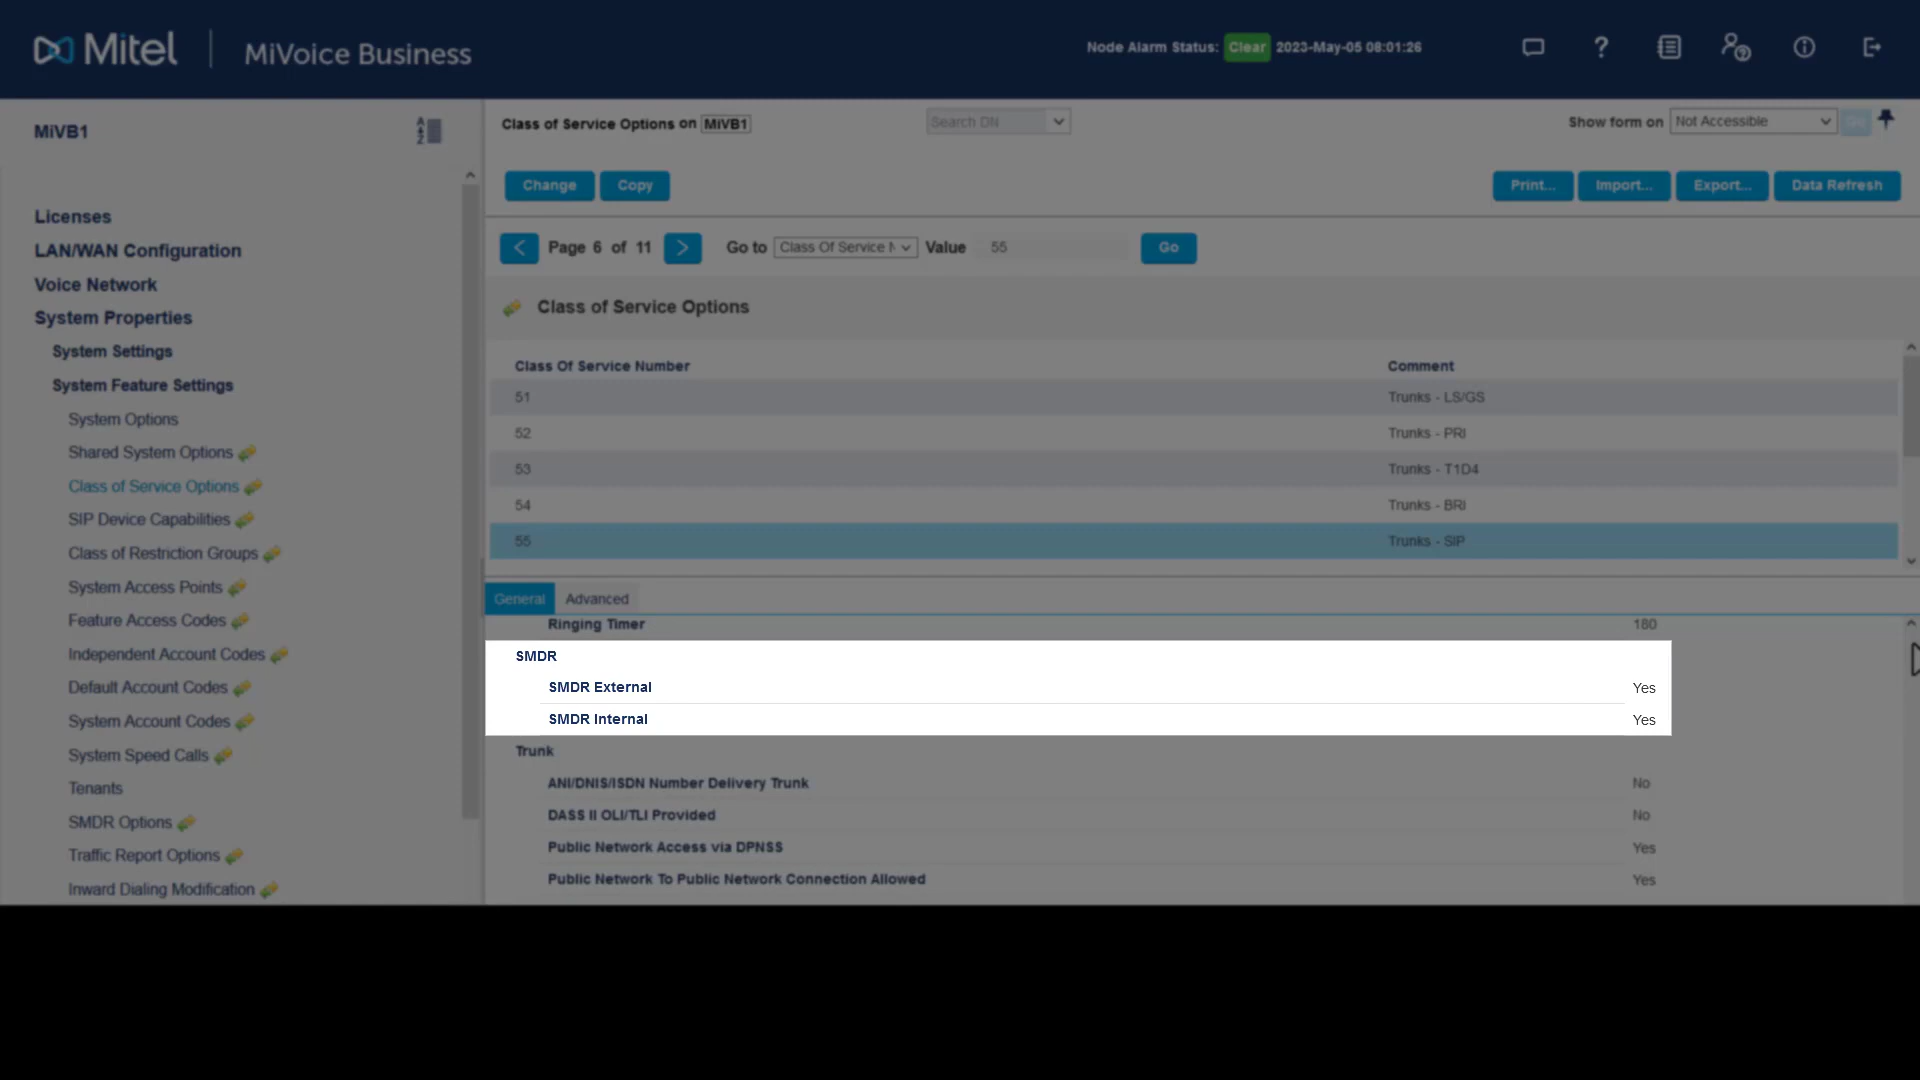 Mitel | MiVoice Business
Node Alarm Status: Clear 2023-May-05 08:01:26
MiVB1
A Z
Class of Service Options on MiVB1
Search DN
Show form on Not Accessible
Change Copy
Print... Import... Export... Data Refresh
Page 6 of 11 Go to Class Of Service N Value 55 Go
Licenses
LAN/WAN Configuration
Voice Network
System Properties
System Settings
System Feature Settings
System Options
Shared System Options
Class of Service Options
SIP Device Capabilities
Class of Restriction Groups
System Access Points
Feature Access Codes
Independent Account Codes
Default Account Codes
System Account Codes
System Speed Calls
Tenants
SMDR Options
Traffic Report Options
Inward Dialing Modification
Class of Service Options
Class Of Service Number Comment
51 Trunks - LS/GS
52 Trunks - PRI
53 Trunks - T1D4
54 Trunks - BRI
55 Trunks - SIP
General Advanced
Ringing Timer 180
SMDR
SMDR External Yes
SMDR Internal Yes
Trunk
ANI/DNIS/ISDN Number Delivery Trunk No
DASS II OLI/TLI Provided No
Public Network Access via DPNSS Yes
Public Network To Public Network Connection Allowed Yes